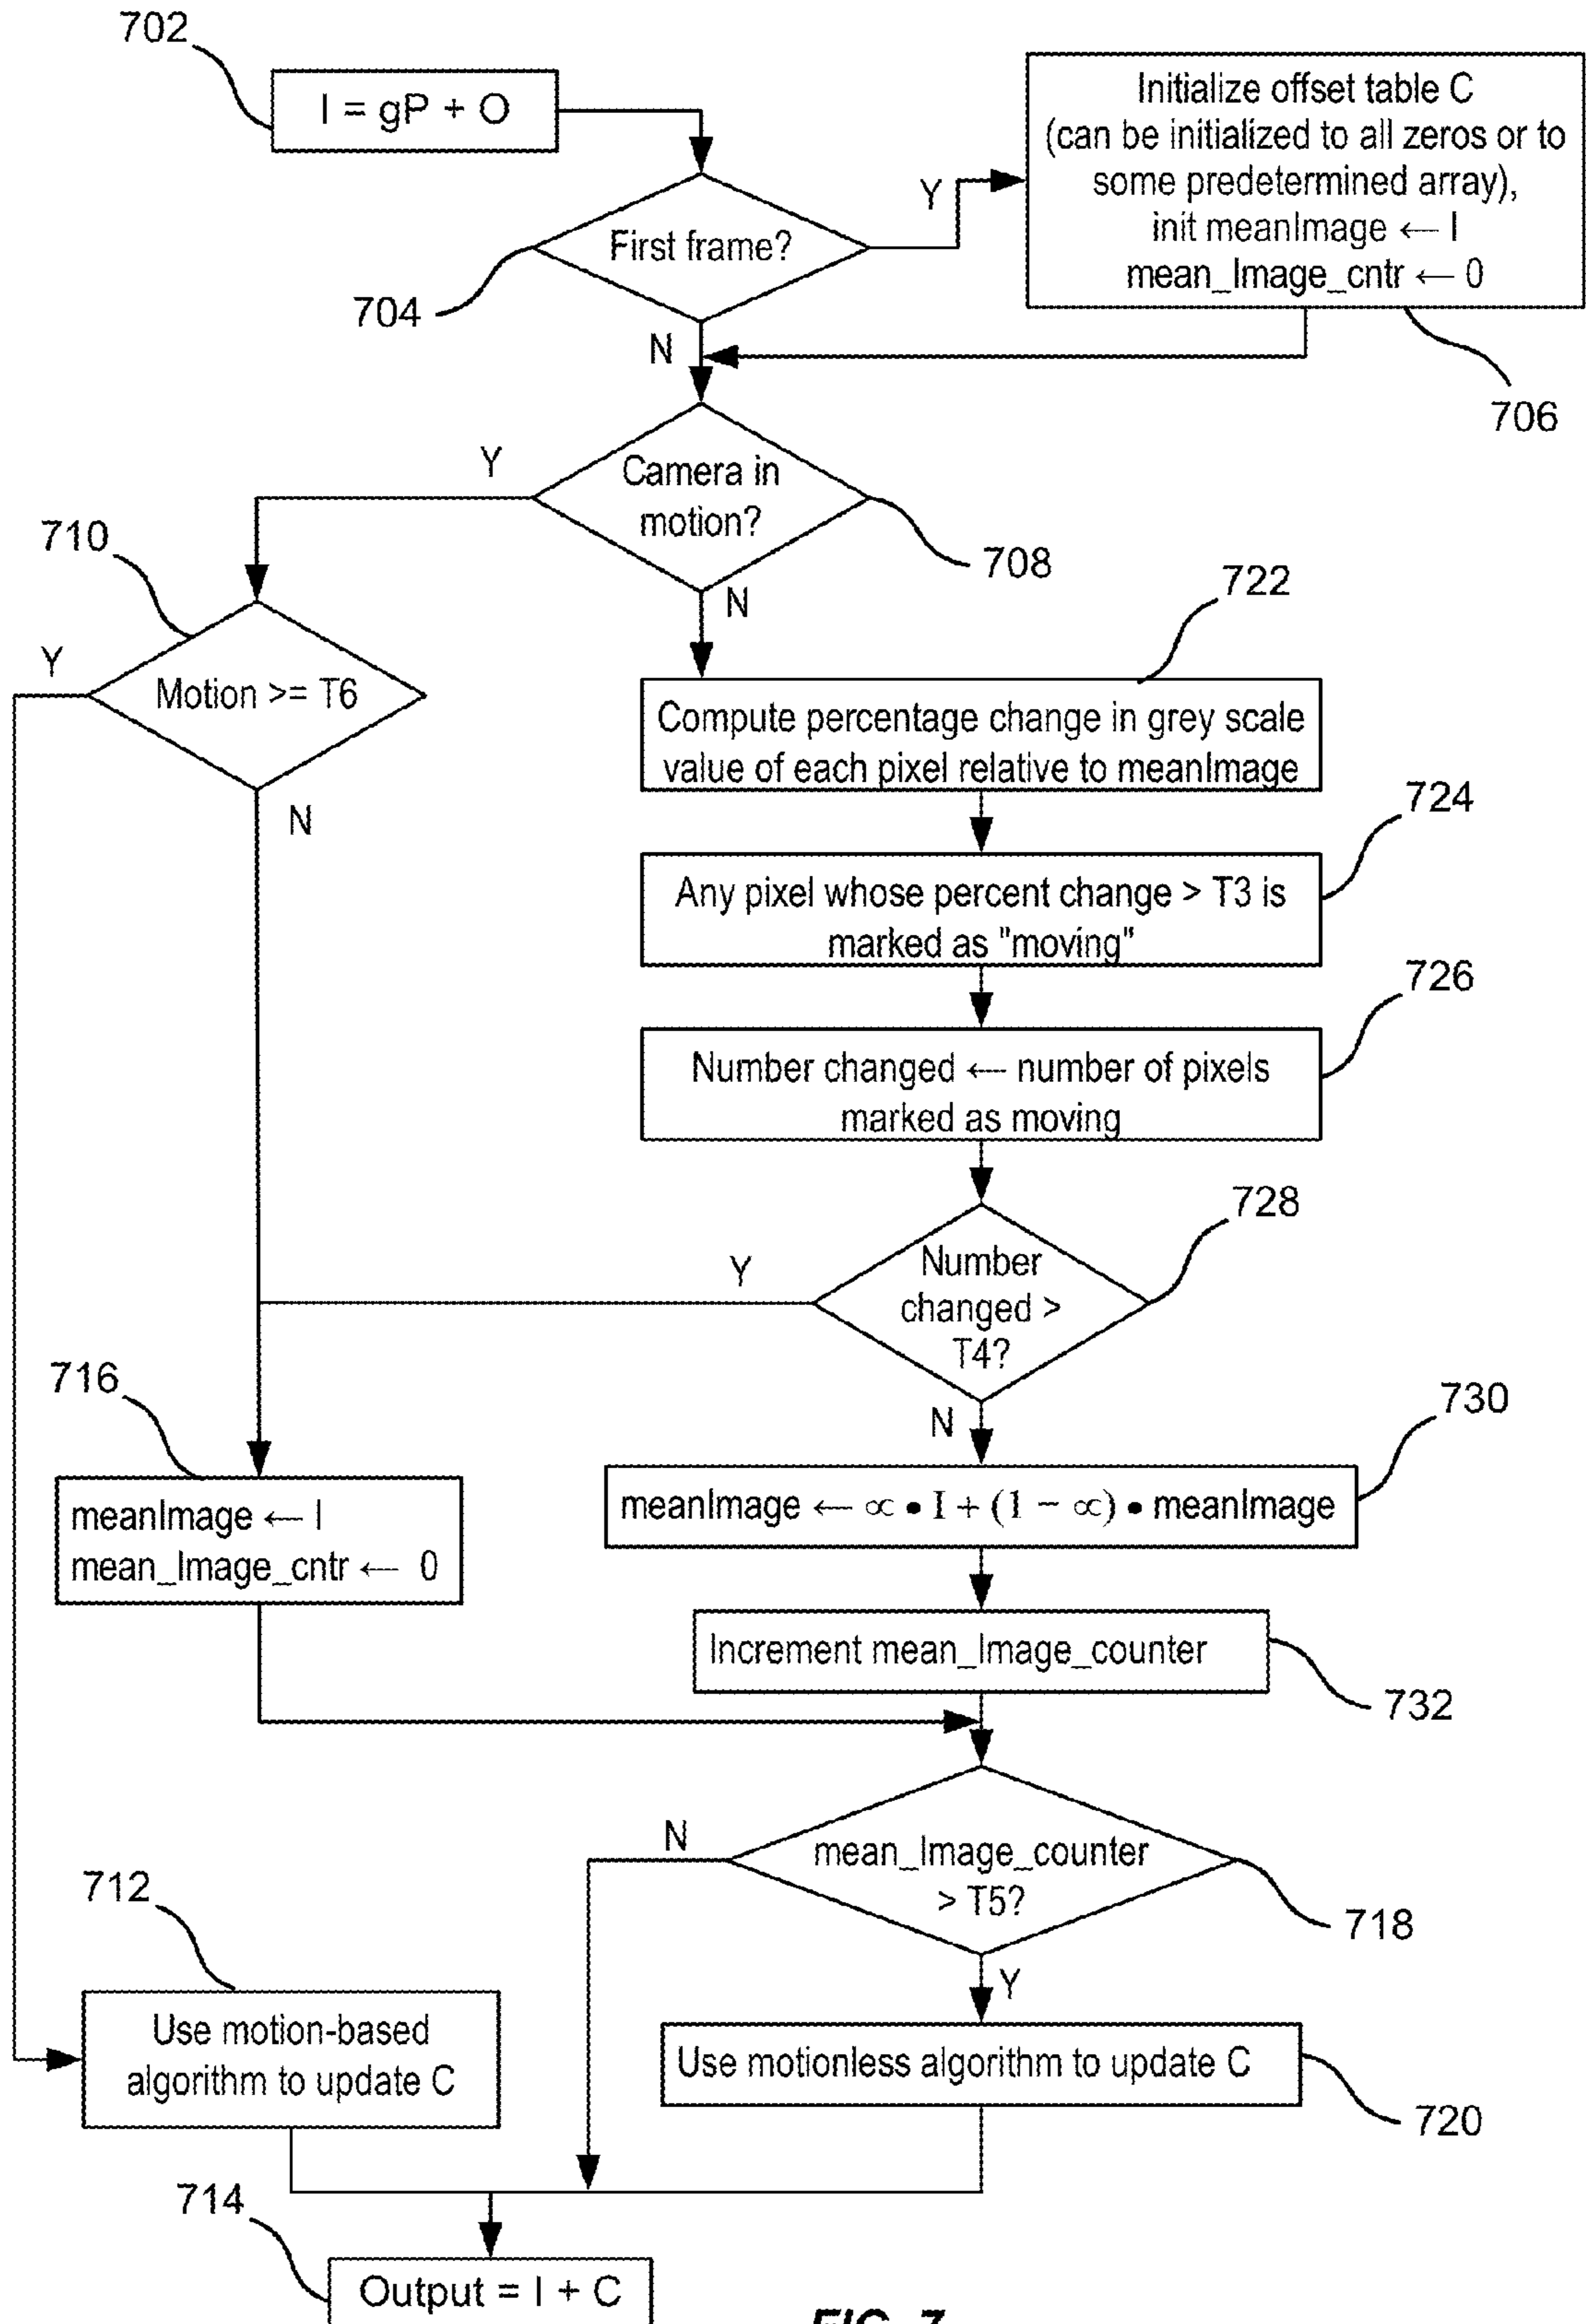 702
I = gP + O
Initialize offset table C
(can be initialized to all zeros or to
some predetermined array),
init meanImage ← I
mean_Image_cntr ← 0
Y
First frame?
704
N
706
Y
Camera in
motion?
708
710
N
722
Y
Motion >= T6
Compute percentage change in grey scale
value of each pixel relative to meanImage
N
724
Any pixel whose percent change > T3 is
marked as "moving"
726
Number changed ← number of pixels
marked as moving
728
Y
Number
changed >
T4?
716
N
730
meanImage ← I
mean_Image_cntr ← 0
meanImage ← ∝ • I + (1 − ∝) • meanImage
Increment mean_Image_counter
732
N
mean_Image_counter
> T5?
718
712
Y
Use motion-based
algorithm to update C
Use motionless algorithm to update C
720
714
Output = I + C
FIG. 7